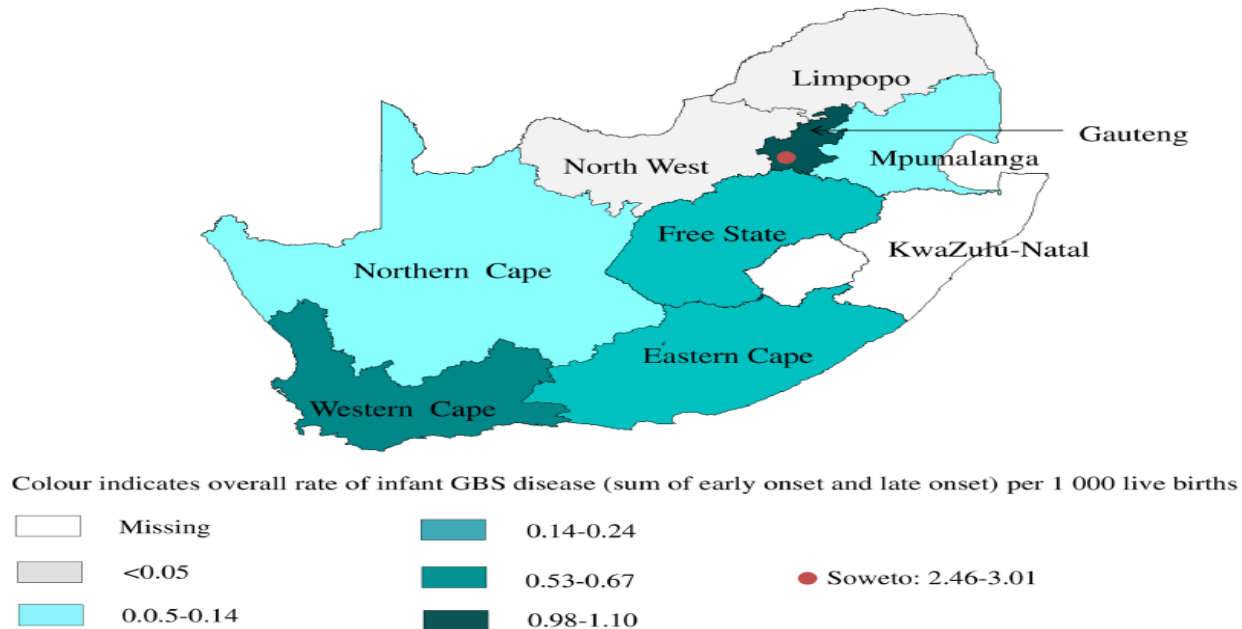 Limpopo
Gauteng
North West
Mpumalanga
Free State
KwaZulu-Natal
Northern Cape
Eastern Cape
Western Cape
Colour indicates overall rate of infant GBS disease (sum of early onset and late onset) per 1 000 live births
Missing
0.14-0.24
<0.05
0.53-0.67
Soweto: 2.46-3.01
0.0.5-0.14
0.98-1.10